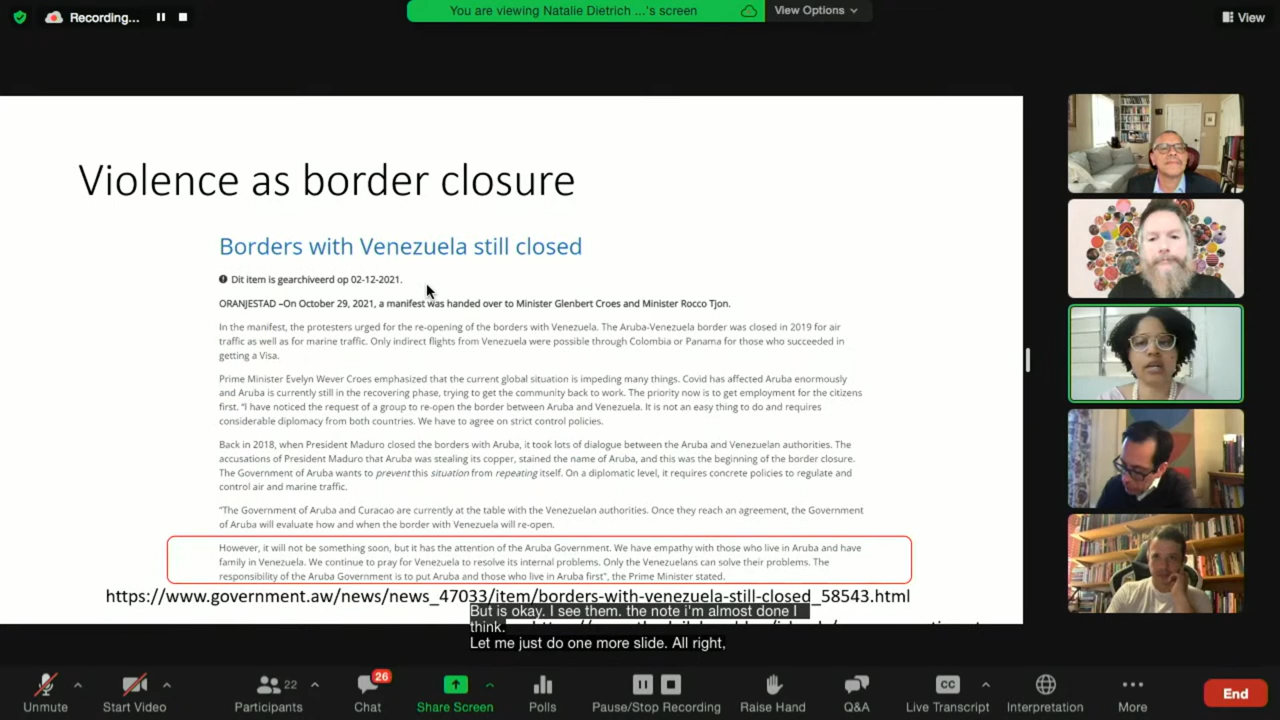 Recording...
You are viewing Natalie Dietrich ...'s screen
View Options
View
Violence as border closure
Borders with Venezuela still closed
Dit item is gearchiveerd op 02-12-2021.
ORANJESTAD –On October 29, 2021, a manifest was handed over to Minister Glenbert Croes and Minister Rocco Tjon.
In the manifest, the protesters urged for the re-opening of the borders with Venezuela. The Aruba-Venezuela border was closed in 2019 for air
traffic as well as for marine traffic. Only indirect flights from Venezuela were possible through Colombia or Panama for those who succeeded in
getting a Visa.
Prime Minister Evelyn Wever Croes emphasized that the current global situation is impeding many things. Covid has affected Aruba enormously
and Aruba is currently still in the recovering phase, trying to get the community back to work. The priority now is to get employment for the citizens
first. "I have noticed the request of a group to re-open the border between Aruba and Venezuela. It is not an easy thing to do and requires
considerable diplomacy from both countries. We have to agree on strict control policies.
Back in 2018, when President Maduro closed the borders with Aruba, it took lots of dialogue between the Aruba and Venezuelan authorities. The
accusations of President Maduro that Aruba was stealing its copper, stained the name of Aruba, and this was the beginning of the border closure.
The Government of Aruba wants to prevent this situation from repeating itself. On a diplomatic level, it requires concrete policies to regulate and
control air and marine traffic.
"The Government of Aruba and Curacao are currently at the table with the Venezuelan authorities. Once they reach an agreement, the Government
of Aruba will evaluate how and when the border with Venezuela will re-open.
However, it will not be something soon, but it has the attention of the Aruba Government. We have empathy with those who live in Aruba and have
family in Venezuela. We continue to pray for Venezuela to resolve its internal problems. Only the Venezuelans can solve their problems. The
responsibility of the Aruba Government is to put Aruba and those who live in Aruba first", the Prime Minister stated.
https://www.government.aw/news/news_47033/item/borders-with-venezuela-still-closed_58543.html
But is okay. I see them. the note i'm almost done I
think.
Let me just do one more slide. All right,
Unmute
Start Video
22
Participants
26
Chat
Share Screen
Polls
Pause/Stop Recording
Raise Hand
Q&A
CC
Live Transcript
Interpretation
More
End